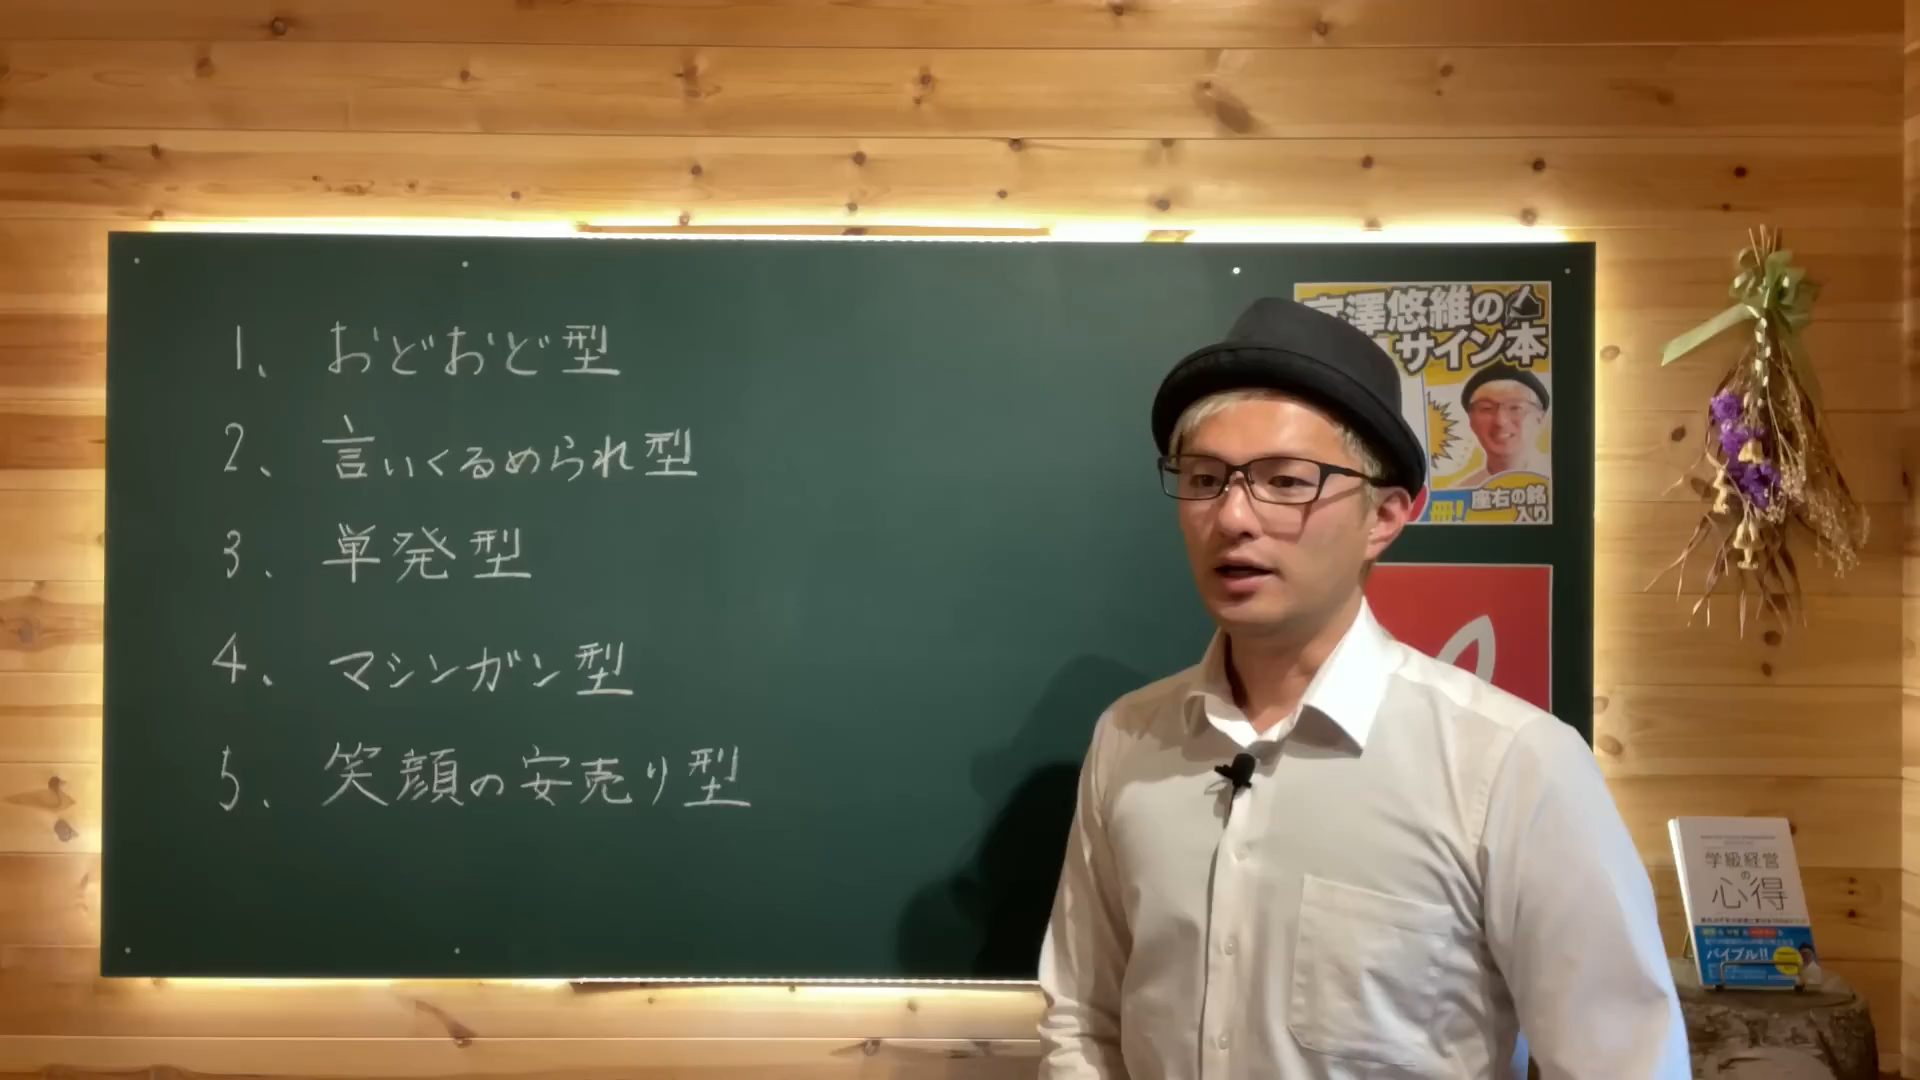 1、おどおど型
2、言いくるめられ型
3、単発型
4、マシンガン型
5、笑顔の安売り型
澤悠維の
サイン本
冊!
座右の銘
入り
学級経営
の
心得
バイブル!!